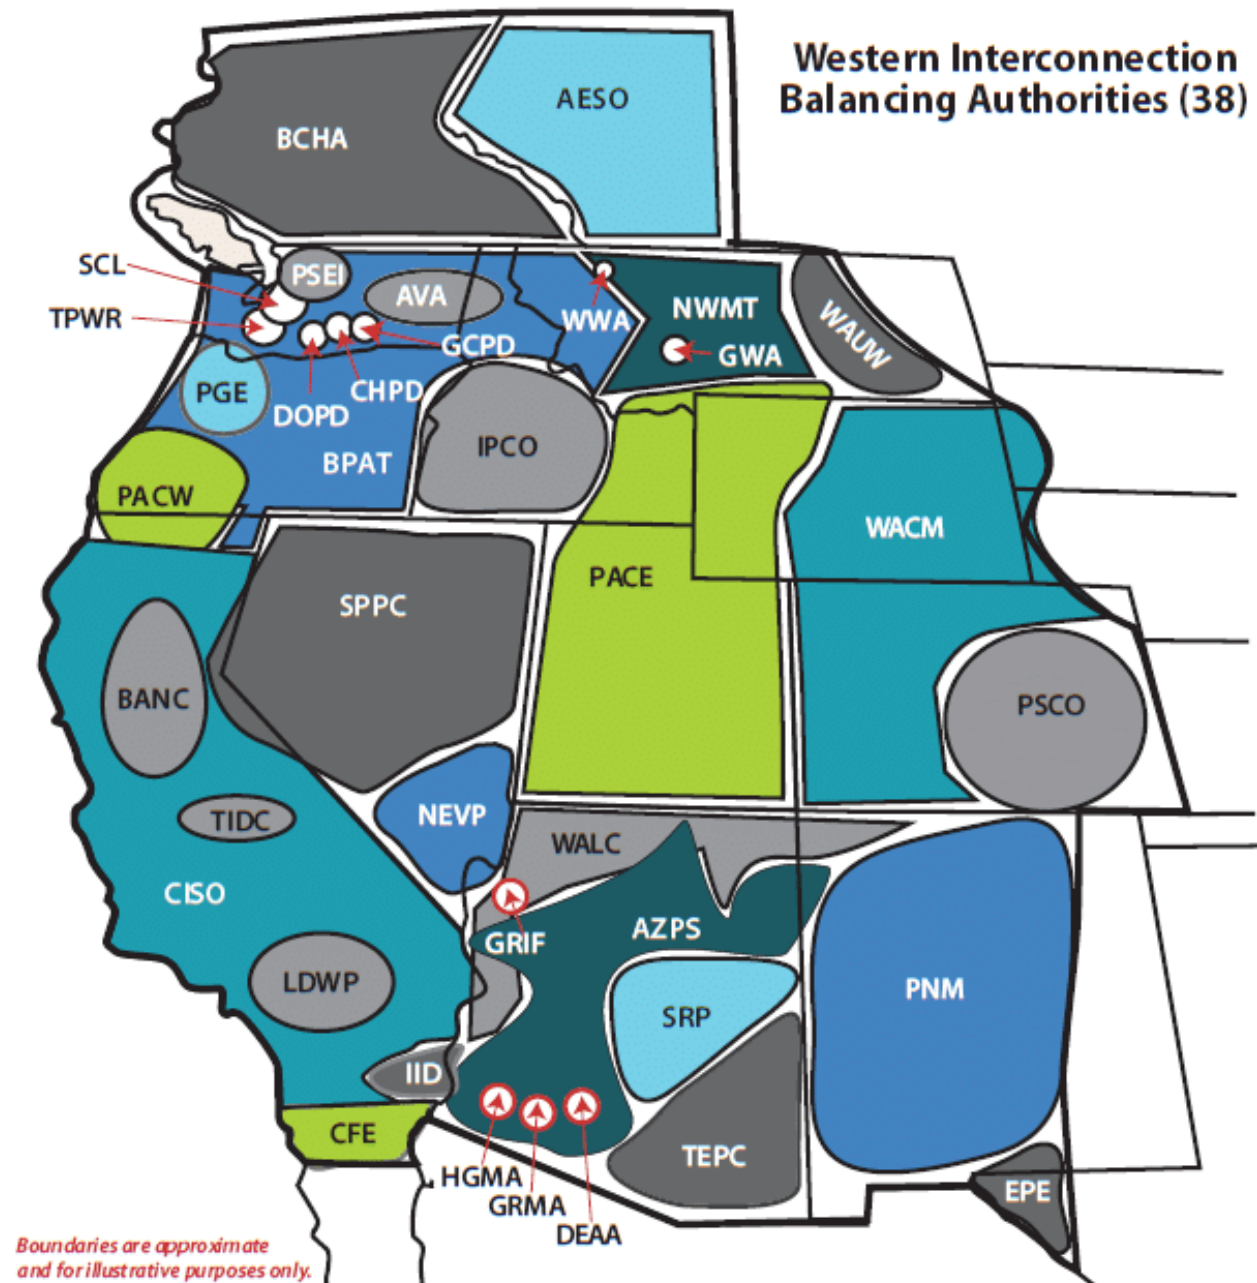 Western Interconnection
Balancing Authorities (38)
AESO
BCHA
SCL
PSEI
AVA
TPWR
WWA
NWMT
WAUW
GCPD
GWA
PGE
CHPD
DOPD
BPAT
IPCO
PACW
WACM
PACE
SPPC
BANC
PSCO
NEVP
TIDC
WALC
CISO
AZPS
GRIF
LDWP
PNM
SRP
IID
CFE
TEPC
HGMA
GRMA
EPE
DEAA
Boundaries are approximate
and for illustrative purposes only.